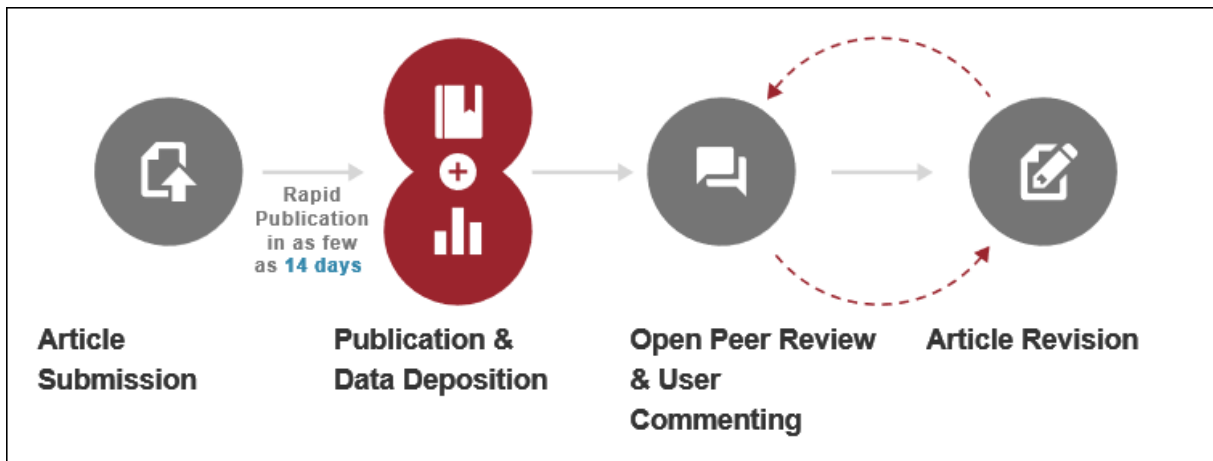 Rapid
Publication
in as few
as 14 days
Article
Submission
Publication &
Data Deposition
Open Peer Review
& User
Commenting
Article Revision